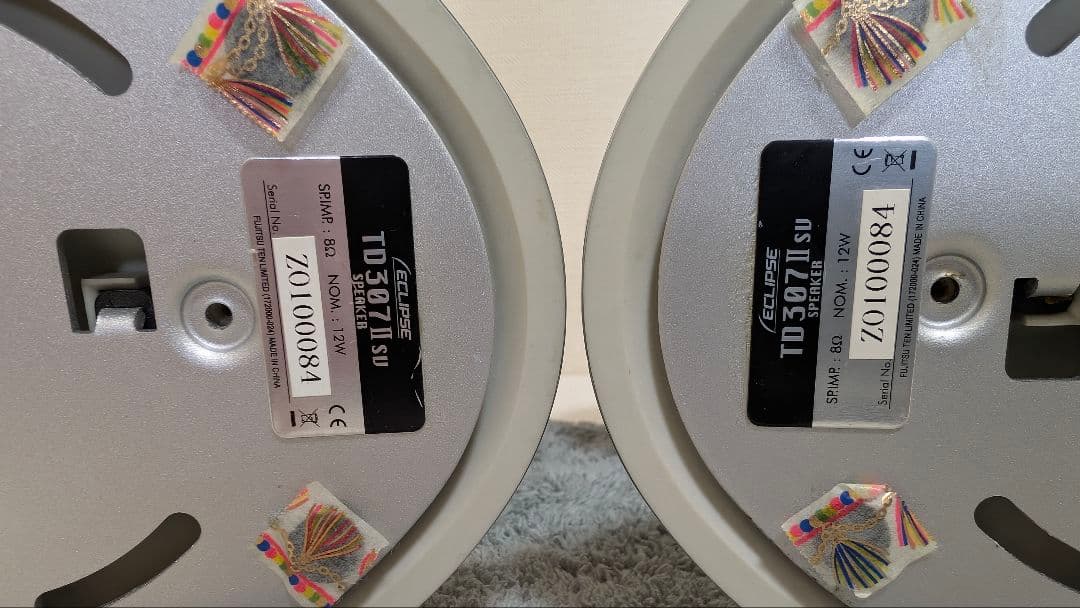 ECLIPSE
TD307II SU
SPEAKER
SP.IMP. : 8Ω NOM. : 12W
Serial No. Z0100084
FUJITSU TEN LIMITED (172000-024) MADE IN CHINA
CE
ECLIPSE
TD307II SU
SPEAKER
SP.IMP. : 8Ω NOM. : 12W
Serial No. Z0100084
FUJITSU TEN LIMITED (172000-024) MADE IN CHINA
CE